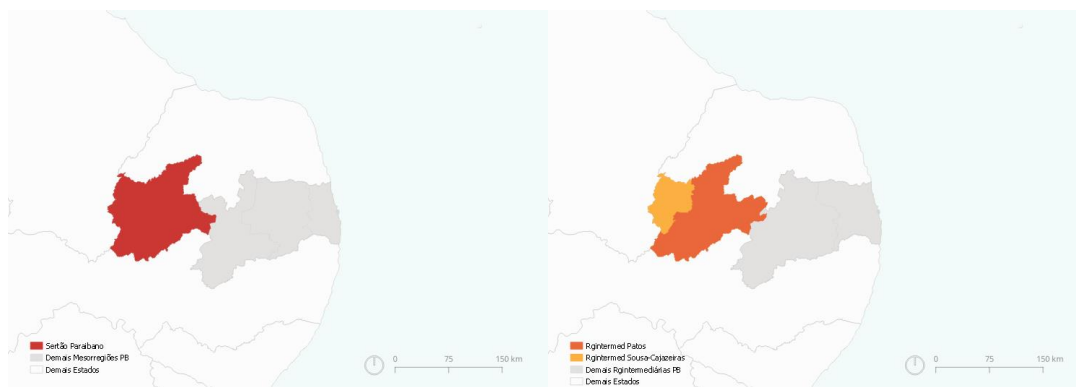 Sertão Paraibano
Demais Mesorregiões PB
Demais Estados
0 75 150 km
Rgintermed Patos
Rgintermed Sousa-Cajazeiras
Demais Rgintermediárias PB
Demais Estados
0 75 150 km